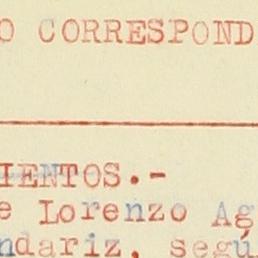 O CORRESPOND
IENTOS.-
e Lorenzo Ag
ndariz, segú